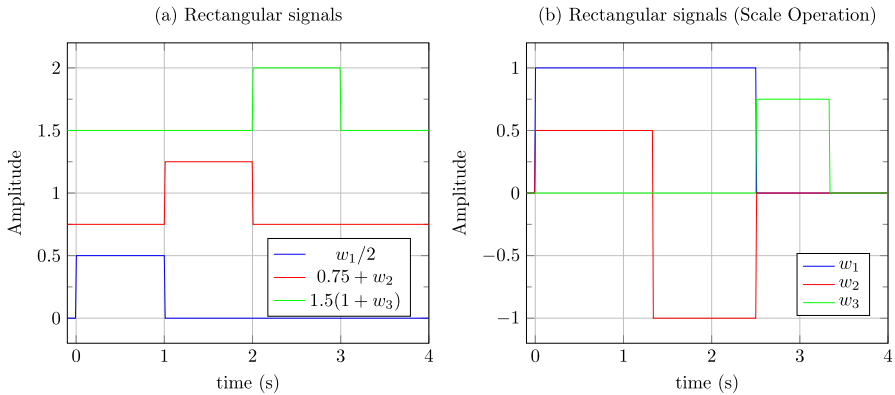 (a) Rectangular signals
2
1.5
1
0.5
0
0
1
2
3
4
Amplitude
time (s)
w₁/2
0.75 + w₂
1.5(1 + w₃)
(b) Rectangular signals (Scale Operation)
1
0.5
0
−0.5
−1
0
1
2
3
4
Amplitude
time (s)
w₁
w₂
w₃